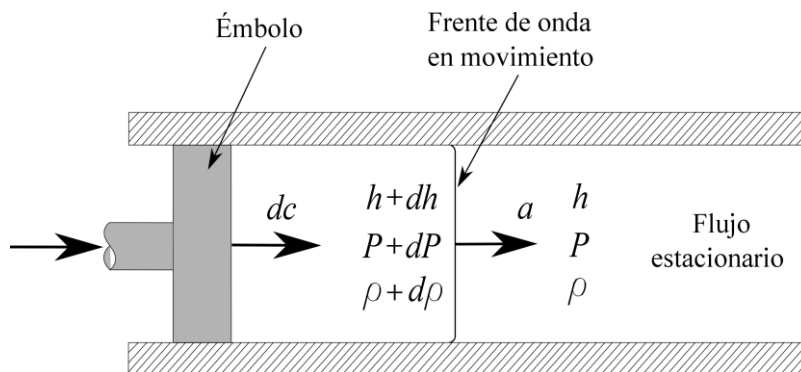 Émbolo
Frente de onda
en movimiento
dc
h+dh
a
h
P+dP
P
Flujo
estacionario
ρ+dρ
ρ